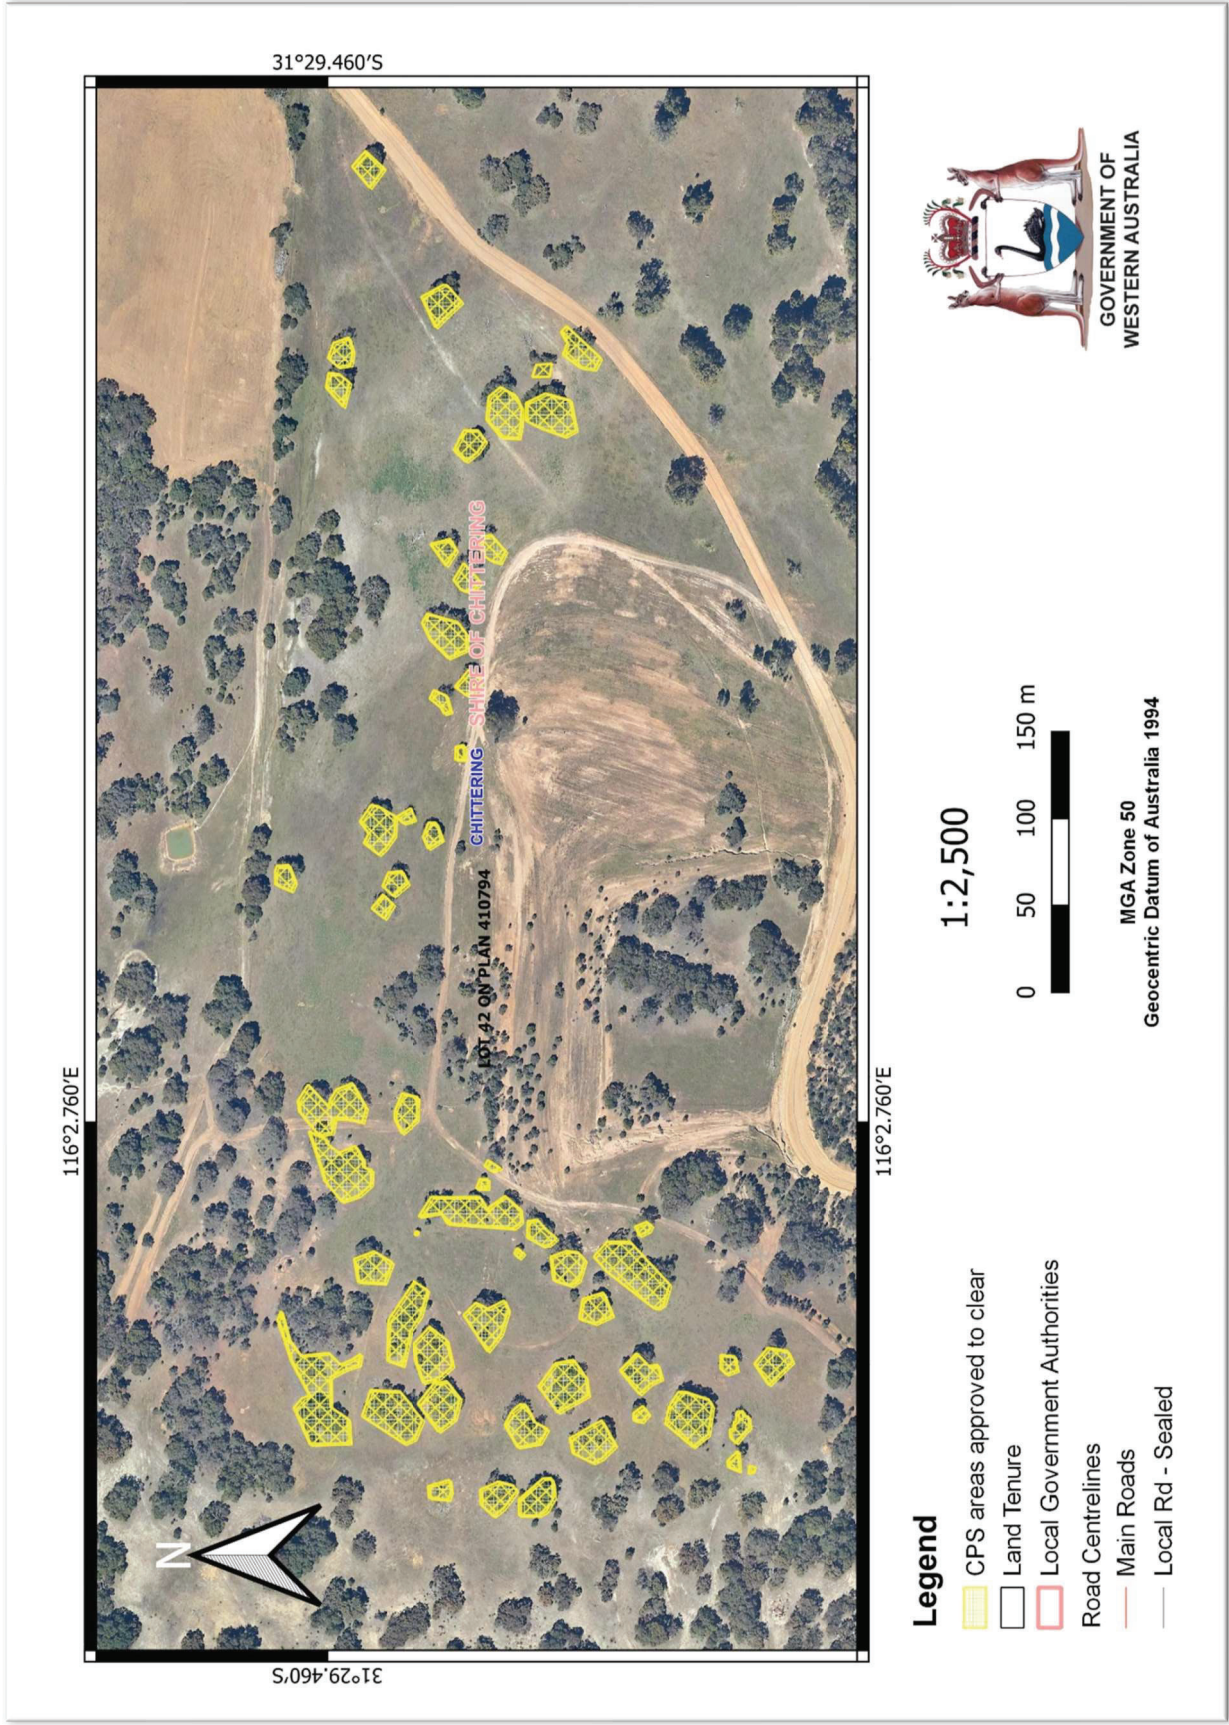 31°29.460'S
116°2.760'E
N
SHIRE OF CHITTERING
CHITTERING
LOT 42 ON PLAN 410794
116°2.760'E
31°29.460'S
Legend
CPS areas approved to clear
Land Tenure
Local Government Authorities
Road Centrelines
Main Roads
Local Rd - Sealed
1:2,500
0 50 100 150 m
MGA Zone 50
Geocentric Datum of Australia 1994
GOVERNMENT OF
WESTERN AUSTRALIA